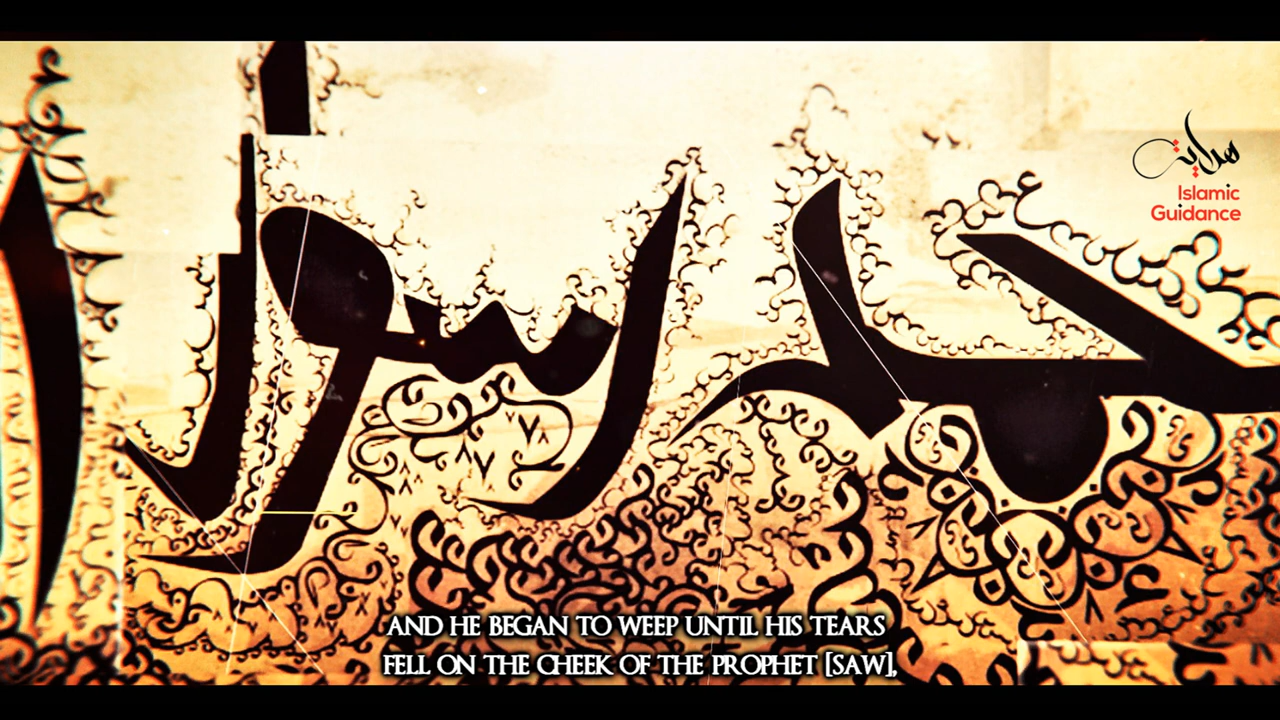 حمد رسول ا
هداية
Islamic
Guidance
AND HE BEGAN TO WEEP UNTIL HIS TEARS
FELL ON THE CHEEK OF THE PROPHET [SAW],